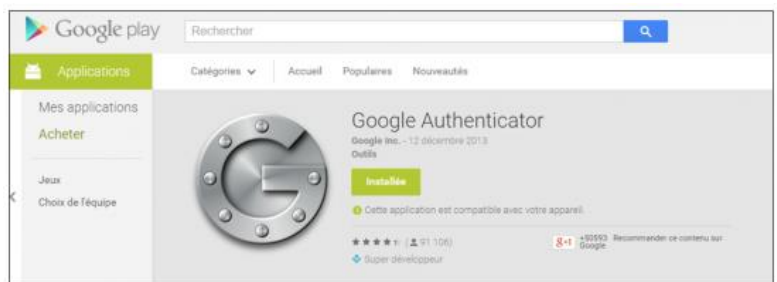 Google play
Rechercher
Applications
Catégories Accueil Populaires Nouveautés
Mes applications
Acheter
Jeux
Choix de l'équipe
Google Authenticator
Google Inc. - 12 décembre 2013
Outils
Installée
Cette application est compatible avec votre appareil.
(91 106)
g+1 +50593 Recommander ce contenu sur
Google
Super développeur